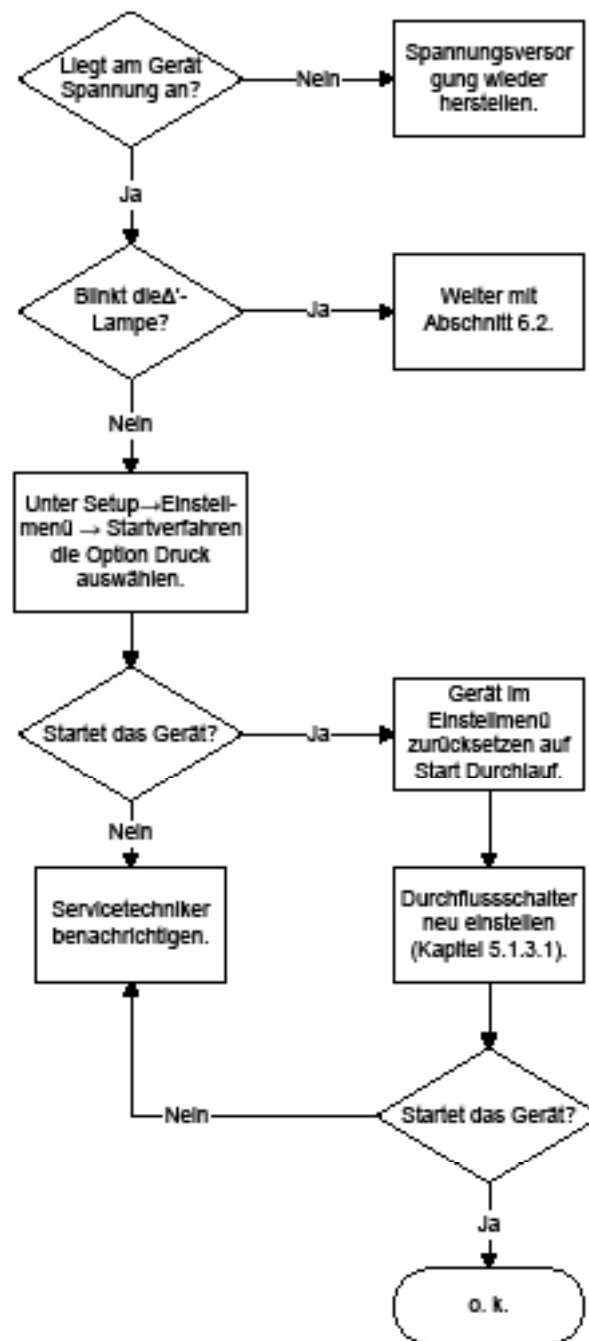 Liegt am Gerät
Spannung an?
Nein
Spannungsversor
gung wieder
herstellen.
Ja
Blinkt dieΔ'-
Lampe?
Ja
Weiter mit
Abschnitt 6.2.
Nein
Unter Setup→Einstell-
menü → Startverfahren
die Option Druck
auswählen.
Startet das Gerät?
Ja
Gerät im
Einstellmenü
zurücksetzen auf
Start Durchlauf.
Nein
Servicetechniker
benachrichtigen.
Durchflussschalter
neu einstellen
(Kapitel 5.1.3.1).
Nein
Startet das Gerät?
Ja
o. k.